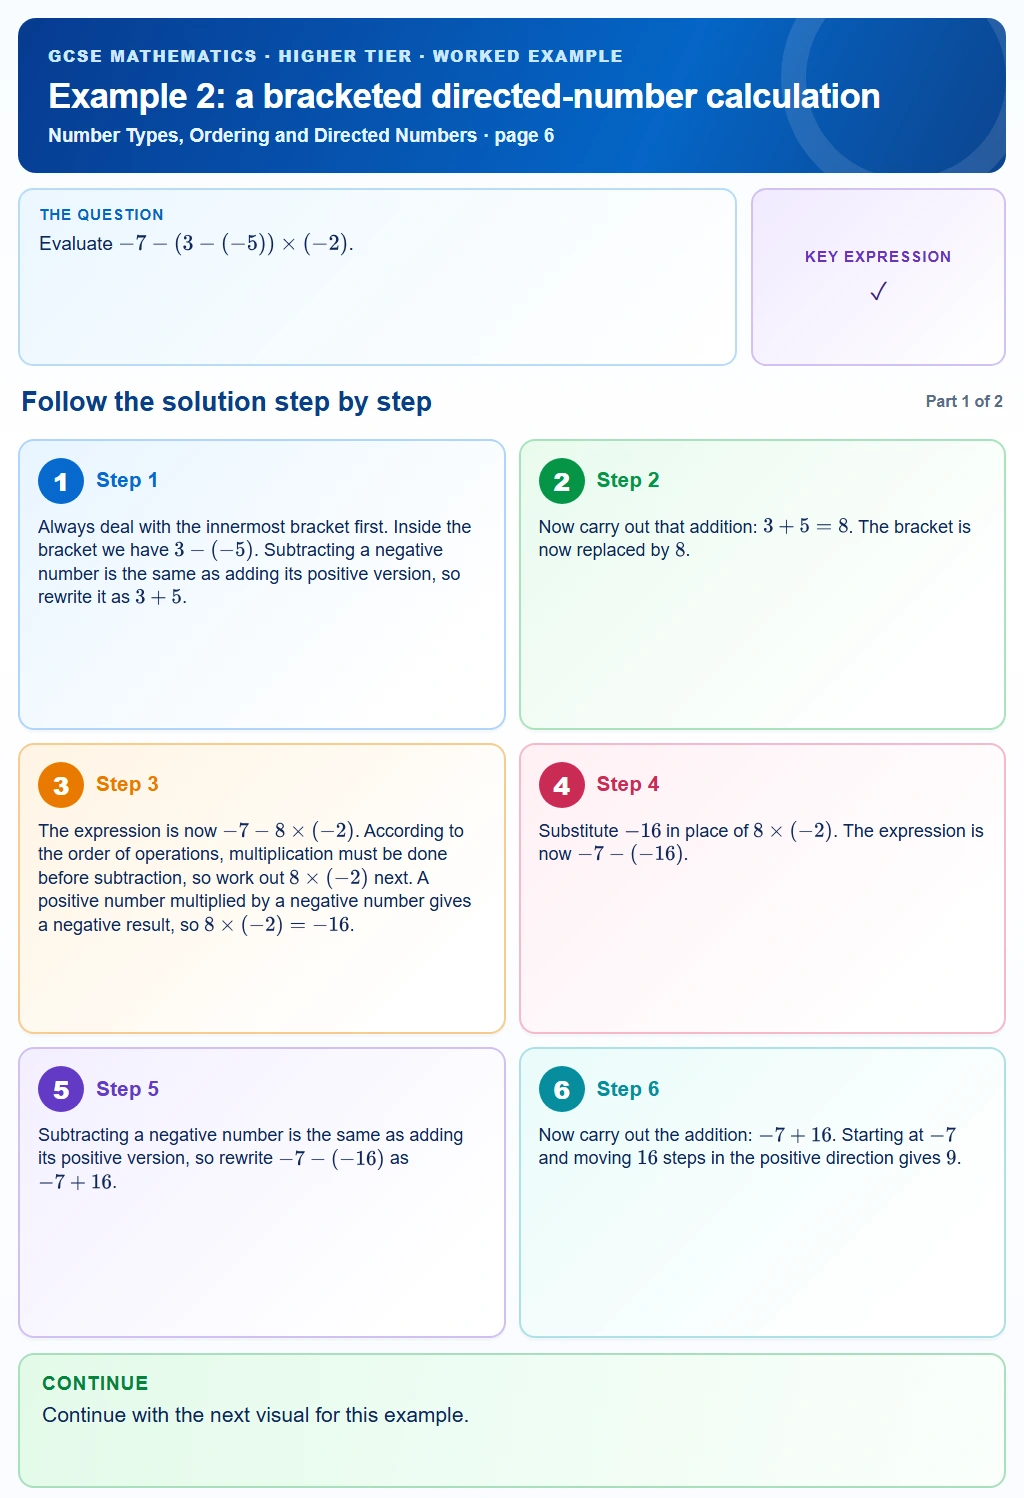 GCSE MATHEMATICS · HIGHER TIER · WORKED EXAMPLE
Example 2: a bracketed directed-number calculation
Number Types, Ordering and Directed Numbers · page 6
THE QUESTION
Evaluate −7 − (3 − (−5)) × (−2).
KEY EXPRESSION
✓
Follow the solution step by step
Part 1 of 2
1 Step 1
Always deal with the innermost bracket first. Inside the
bracket we have 3 − (−5). Subtracting a negative
number is the same as adding its positive version, so
rewrite it as 3 + 5.
2 Step 2
Now carry out that addition: 3 + 5 = 8. The bracket is
now replaced by 8.
3 Step 3
The expression is now −7 − 8 × (−2). According to
the order of operations, multiplication must be done
before subtraction, so work out 8 × (−2) next. A
positive number multiplied by a negative number gives
a negative result, so 8 × (−2) = −16.
4 Step 4
Substitute −16 in place of 8 × (−2). The expression is
now −7 − (−16).
5 Step 5
Subtracting a negative number is the same as adding
its positive version, so rewrite −7 − (−16) as
−7 + 16.
6 Step 6
Now carry out the addition: −7 + 16. Starting at −7
and moving 16 steps in the positive direction gives 9.
CONTINUE
Continue with the next visual for this example.